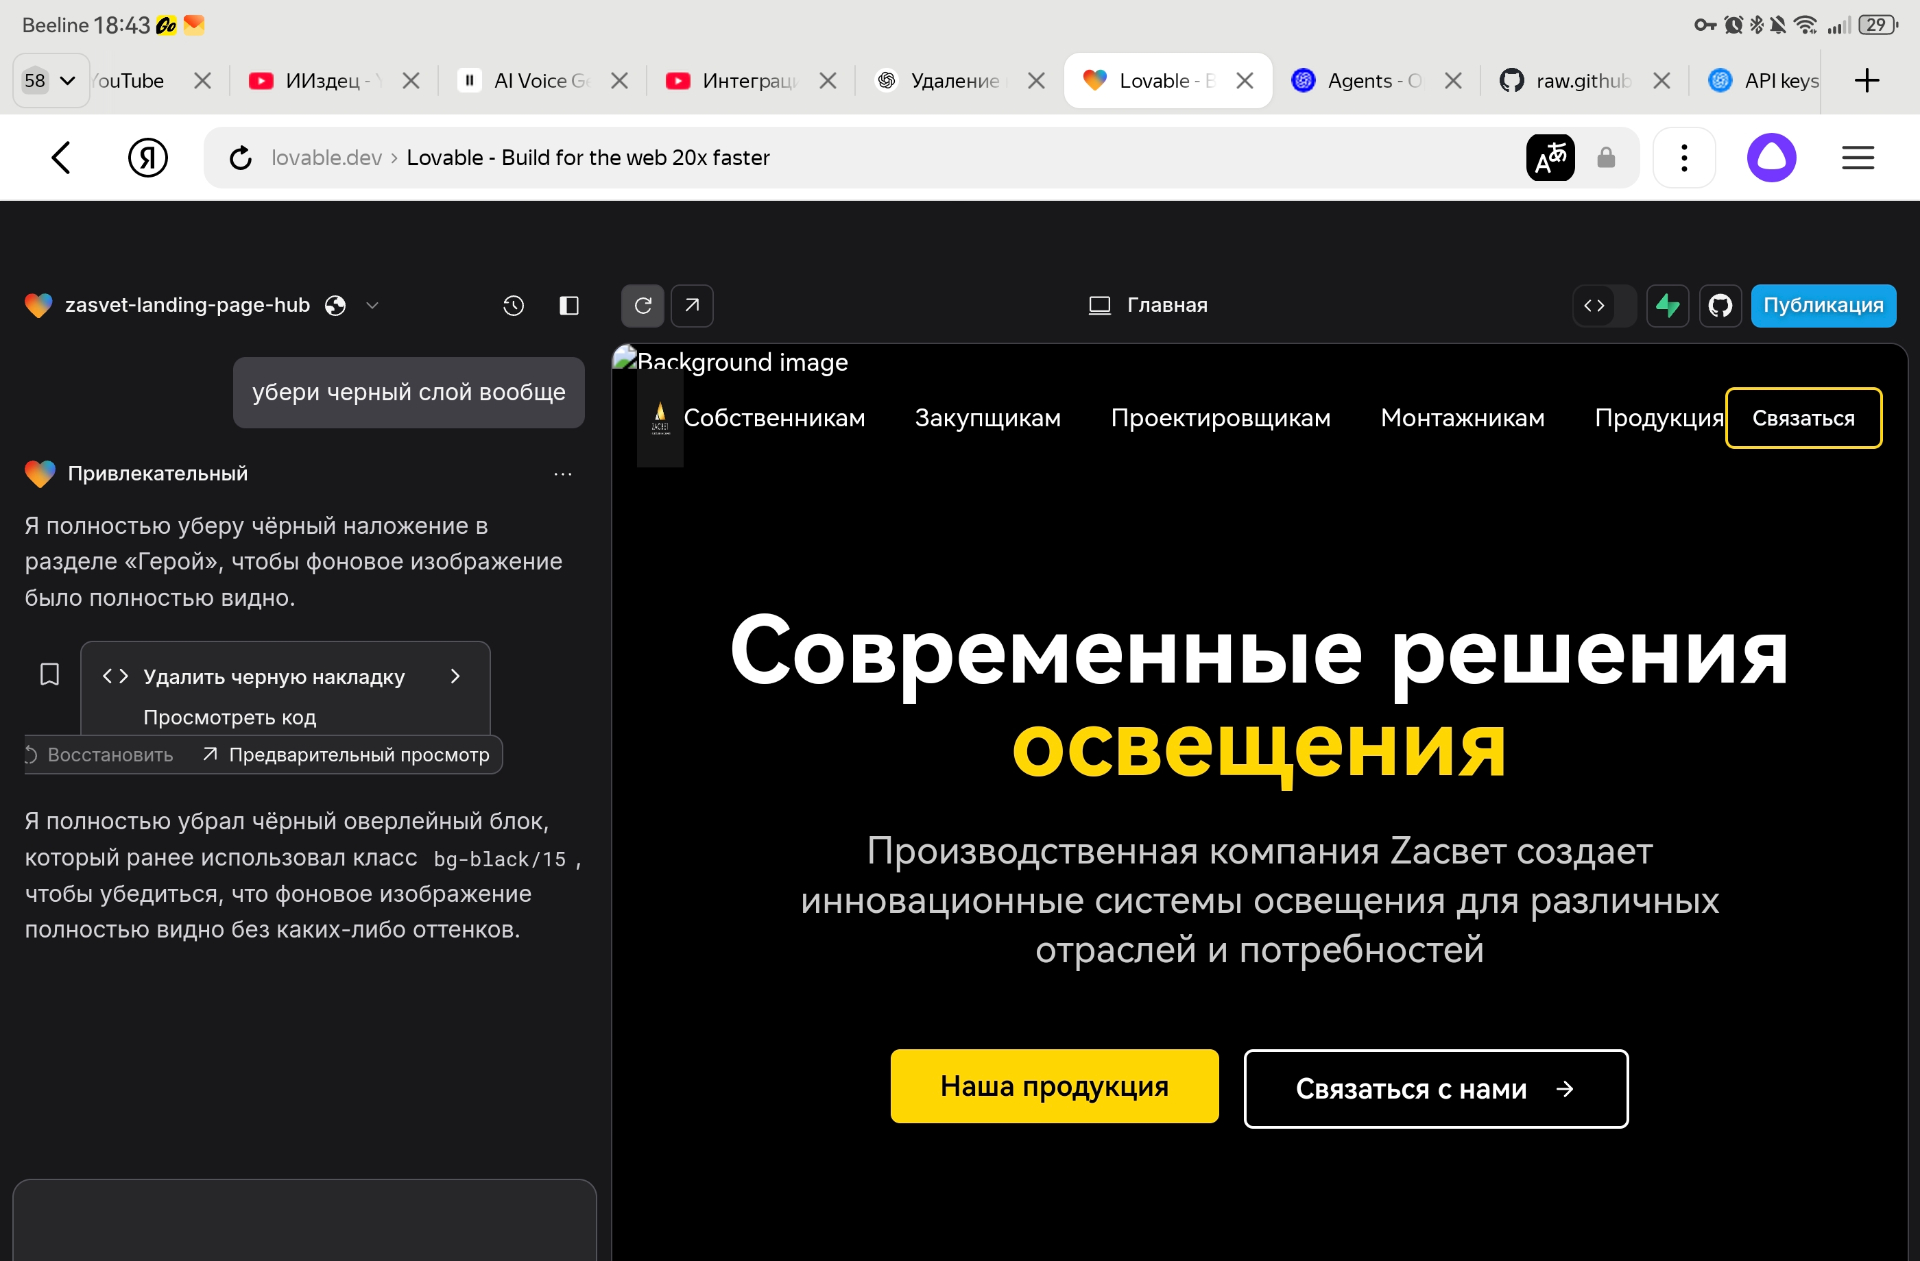 Beeline 18:43 Go
29
58
YouTube
ИИздец -
AI Voice Ge
Интеграци
Удаление
Lovable - B
Agents - O
raw.github
API keys
lovable.dev › Lovable - Build for the web 20x faster
zasvet-landing-page-hub
Главная
Публикация
убери черный слой вообще
Привлекательный
Я полностью уберу чёрный наложение в
разделе «Герой», чтобы фоновое изображение
было полностью видно.
Удалить черную накладку
Просмотреть код
Восстановить
Предварительный просмотр
Я полностью убрал чёрный оверлейный блок,
который ранее использовал класс bg-black/15 ,
чтобы убедиться, что фоновое изображение
полностью видно без каких-либо оттенков.
Background image
Собственникам
Закупщикам
Проектировщикам
Монтажникам
Продукция
Связаться
Современные решения
освещения
Производственная компания Zасвет создает
инновационные системы освещения для различных
отраслей и потребностей
Наша продукция
Связаться с нами →